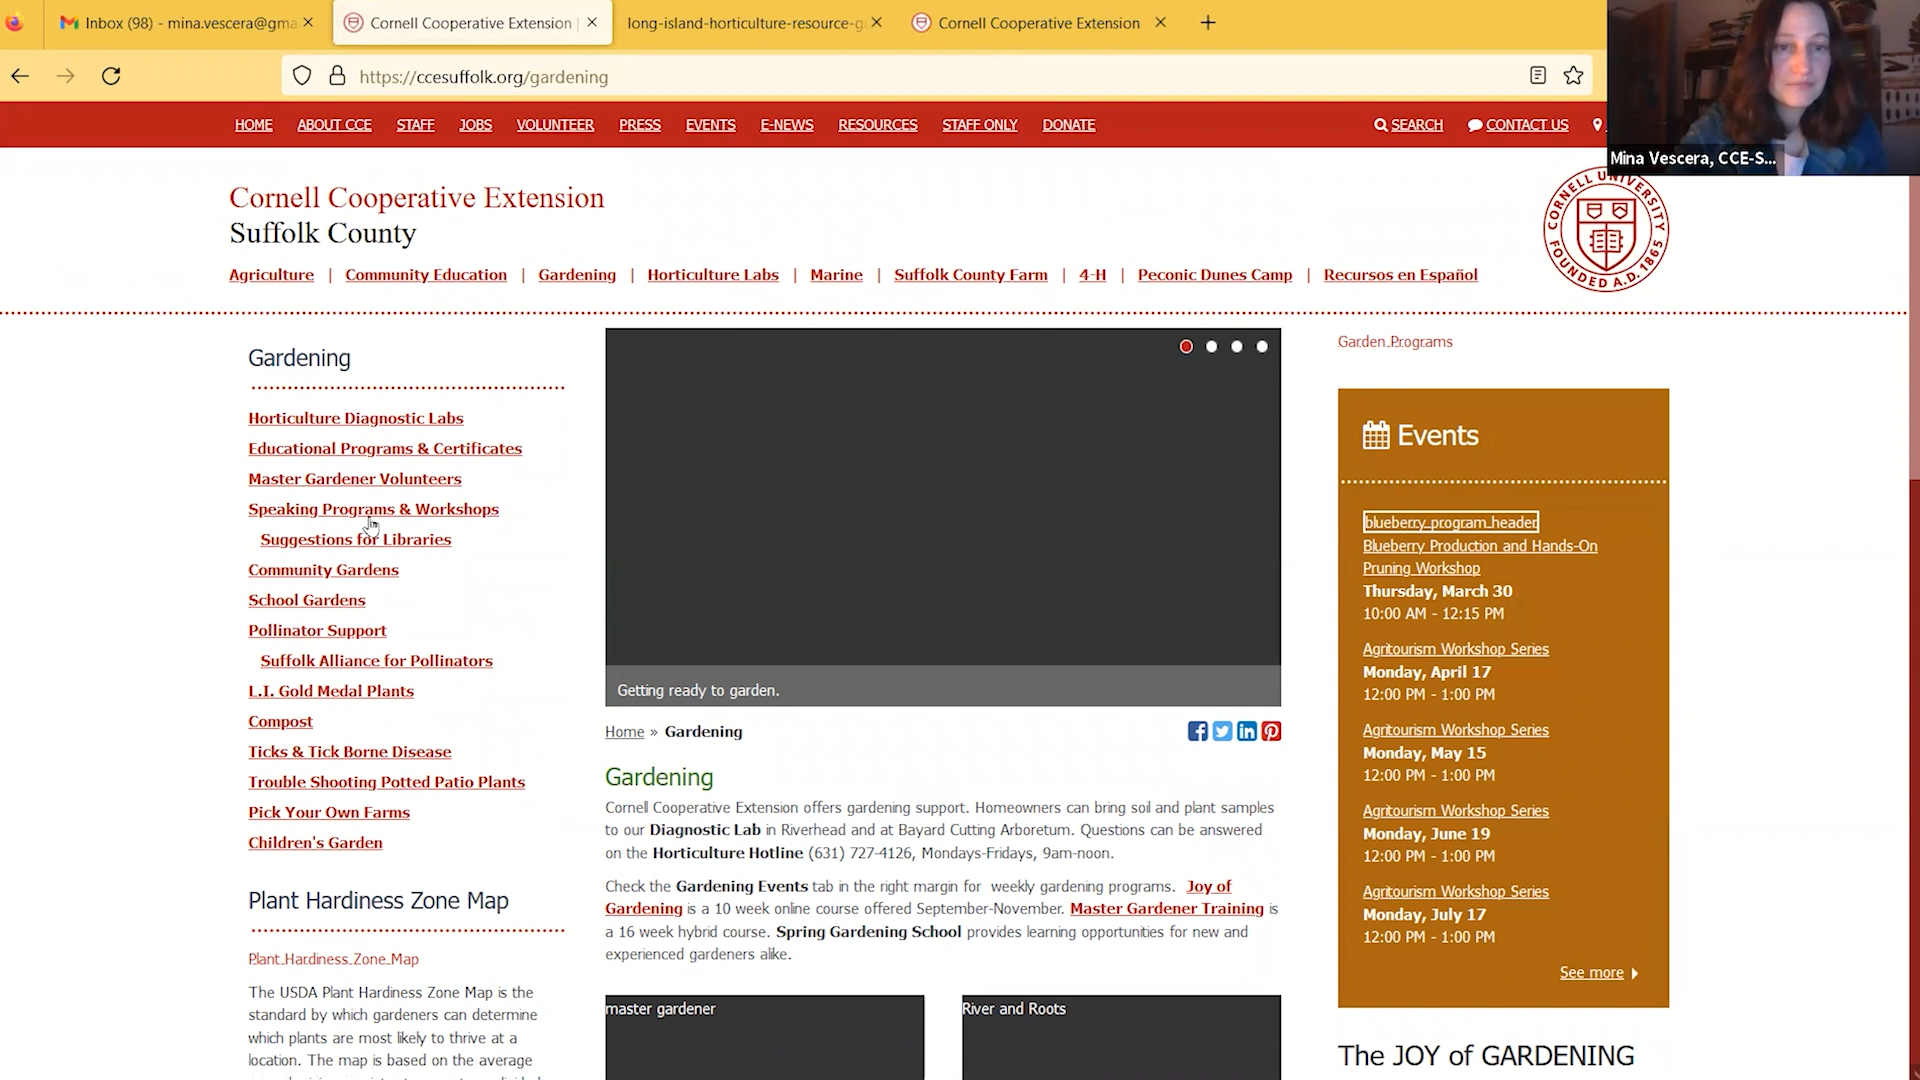 Inbox (98) - mina.vescera@gma
Cornell Cooperative Extension |
long-island-horticulture-resource-g
Cornell Cooperative Extension
https://ccesuffolk.org/gardening
HOME ABOUT CCE STAFF JOBS VOLUNTEER PRESS EVENTS E-NEWS RESOURCES STAFF ONLY DONATE
SEARCH CONTACT US
Mina Vescera, CCE-S...
Cornell Cooperative Extension
Suffolk County
CORNELL UNIVERSITY
FOUNDED A.D. 1865
Agriculture | Community Education | Gardening | Horticulture Labs | Marine | Suffolk County Farm | 4-H | Peconic Dunes Camp | Recursos en Español
Gardening
Horticulture Diagnostic Labs
Educational Programs & Certificates
Master Gardener Volunteers
Speaking Programs & Workshops
Suggestions for Libraries
Community Gardens
School Gardens
Pollinator Support
Suffolk Alliance for Pollinators
L.I. Gold Medal Plants
Compost
Ticks & Tick Borne Disease
Trouble Shooting Potted Patio Plants
Pick Your Own Farms
Children's Garden
Plant Hardiness Zone Map
Plant_Hardiness_Zone_Map
The USDA Plant Hardiness Zone Map is the
standard by which gardeners can determine
which plants are most likely to thrive at a
location. The map is based on the average
Getting ready to garden.
Home » Gardening
Gardening
Cornell Cooperative Extension offers gardening support. Homeowners can bring soil and plant samples
to our Diagnostic Lab in Riverhead and at Bayard Cutting Arboretum. Questions can be answered
on the Horticulture Hotline (631) 727-4126, Mondays-Fridays, 9am-noon.
Check the Gardening Events tab in the right margin for weekly gardening programs. Joy of
Gardening is a 10 week online course offered September-November. Master Gardener Training is
a 16 week hybrid course. Spring Gardening School provides learning opportunities for new and
experienced gardeners alike.
master gardener
River and Roots
Garden_Programs
Events
blueberry_program_header
Blueberry Production and Hands-On
Pruning Workshop
Thursday, March 30
10:00 AM - 12:15 PM
Agritourism Workshop Series
Monday, April 17
12:00 PM - 1:00 PM
Agritourism Workshop Series
Monday, May 15
12:00 PM - 1:00 PM
Agritourism Workshop Series
Monday, June 19
12:00 PM - 1:00 PM
Agritourism Workshop Series
Monday, July 17
12:00 PM - 1:00 PM
See more
The JOY of GARDENING